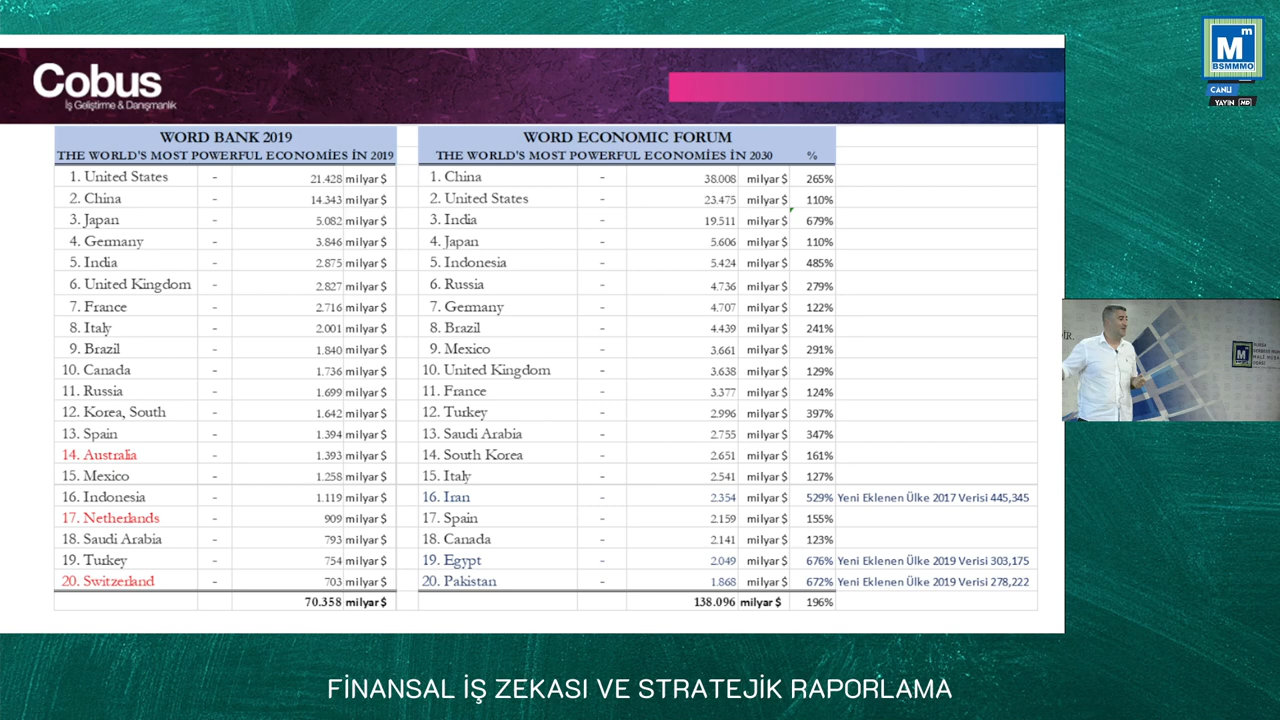 Cobus
İş Geliştirme & Danışmanlık
Mm
BSMMMO
CANLI
YAYIN HD
WORD BANK 2019
THE WORLD'S MOST POWERFUL ECONOMİES İN 2019
1. United States - 21.428 milyar $
2. China - 14.343 milyar $
3. Japan - 5.082 milyar $
4. Germany - 3.846 milyar $
5. India - 2.875 milyar $
6. United Kingdom - 2.827 milyar $
7. France - 2.716 milyar $
8. Italy - 2.001 milyar $
9. Brazil - 1.840 milyar $
10. Canada - 1.736 milyar $
11. Russia - 1.699 milyar $
12. Korea, South - 1.642 milyar $
13. Spain - 1.394 milyar $
14. Australia - 1.393 milyar $
15. Mexico - 1.258 milyar $
16. Indonesia - 1.119 milyar $
17. Netherlands - 909 milyar $
18. Saudi Arabia - 793 milyar $
19. Turkey - 754 milyar $
20. Switzerland - 703 milyar $
70.358 milyar $
WORD ECONOMIC FORUM
THE WORLD'S MOST POWERFUL ECONOMİES İN 2030 %
1. China - 38.008 milyar $ 265%
2. United States - 23.475 milyar $ 110%
3. India - 19.511 milyar $ 679%
4. Japan - 5.606 milyar $ 110%
5. Indonesia - 5.424 milyar $ 485%
6. Russia - 4.736 milyar $ 279%
7. Germany - 4.707 milyar $ 122%
8. Brazil - 4.439 milyar $ 241%
9. Mexico - 3.661 milyar $ 291%
10. United Kingdom - 3.638 milyar $ 129%
11. France - 3.377 milyar $ 124%
12. Turkey - 2.996 milyar $ 397%
13. Saudi Arabia - 2.755 milyar $ 347%
14. South Korea - 2.651 milyar $ 161%
15. Italy - 2.541 milyar $ 127%
16. Iran - 2.354 milyar $ 529% Yeni Eklenen Ülke 2017 Verisi 445,345
17. Spain - 2.159 milyar $ 155%
18. Canada - 2.141 milyar $ 123%
19. Egypt - 2.049 milyar $ 676% Yeni Eklenen Ülke 2019 Verisi 303,175
20. Pakistan - 1.868 milyar $ 672% Yeni Eklenen Ülke 2019 Verisi 278,222
138.096 milyar $ 196%
FİNANSAL İŞ ZEKASI VE STRATEJİK RAPORLAMA